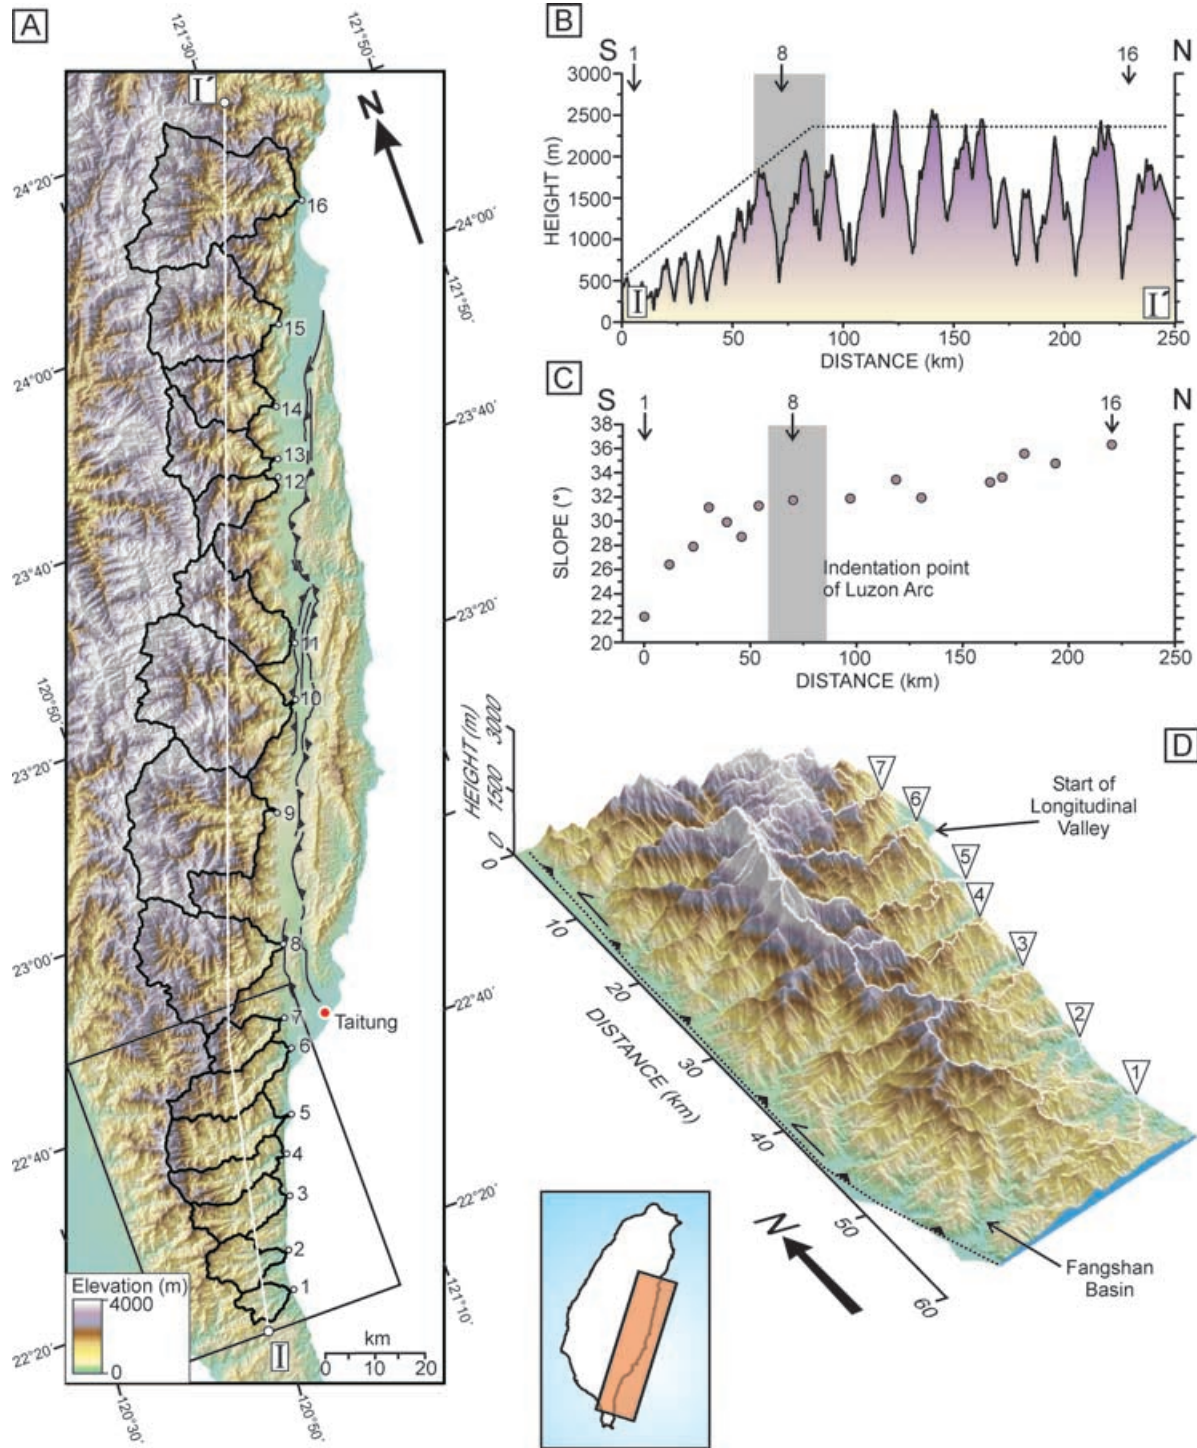 A
121°30´
121°50´
I´
N
24°20´
24°00´
23°40´
120°50´
23°20´
23°00´
22°40´
22°20´
24°00´
121°50´
23°40´
23°20´
22°40´
22°20´
121°10´
120°30´
120°50´
16
15
14
13
12
11
10
9
8
7
6
5
4
3
2
1
Taitung
I
Elevation (m)
4000
0
km
0 10 20
B
S N
1 8 16
HEIGHT (m)
3000
2500
2000
1500
1000
500
0
I I´
0 50 100 150 200 250
DISTANCE (km)
C
S N
1 8 16
SLOPE (°)
38
36
34
32
30
28
26
24
22
20
Indentation point
of Luzon Arc
0 50 100 150 200 250
DISTANCE (km)
D
HEIGHT (m)
3000
1500
0
0
10
20
30
40
50
60
DISTANCE (km)
7
6
5
4
3
2
1
Start of
Longitudinal
Valley
N
Fangshan
Basin